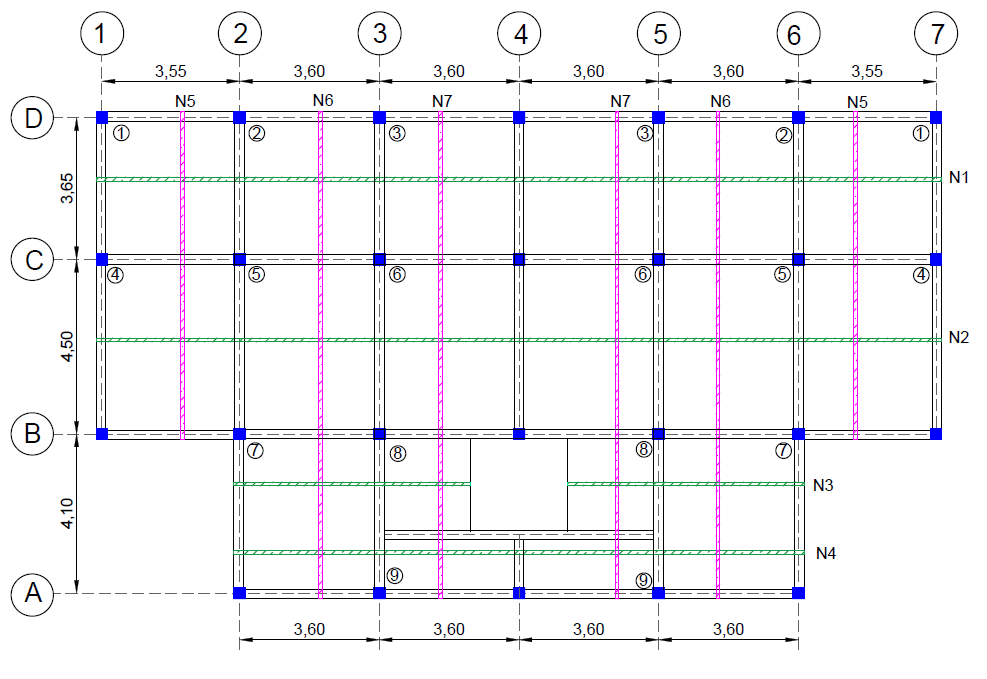 1 2 3 4 5 6 7
3,55 3,60 3,60 3,60 3,60 3,55
N5 N6 N7 N7 N6 N5
D
1 2 3 3 2 1
3,65
N1
C
4 5 6 6 5 4
4,50
N2
B
7 8 8 7
N3
4,10
N4
9 9
A
3,60 3,60 3,60 3,60